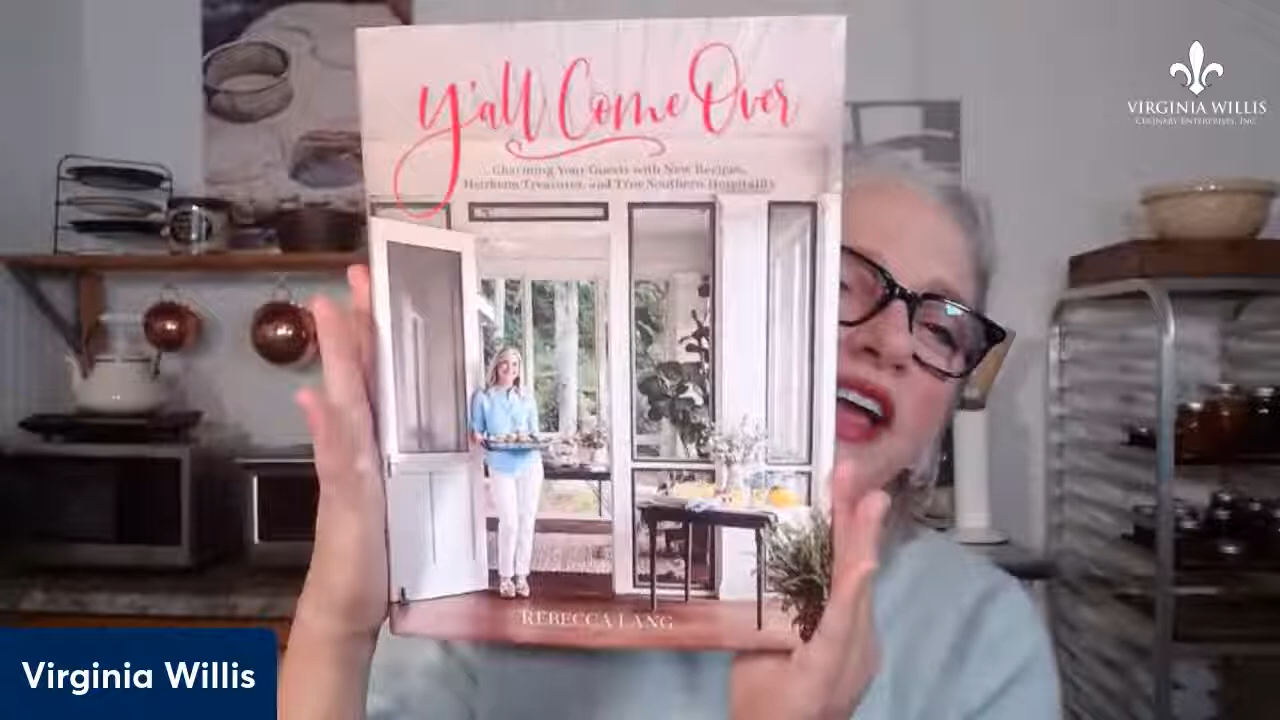 Y'all Come Over
Charming Your Guests with New Recipes,
Heirloom Treasures, and True Southern Hospitality
REBECCA LANG
VIRGINIA WILLIS
CULINARY ENTERPRISES, INC.
Virginia Willis